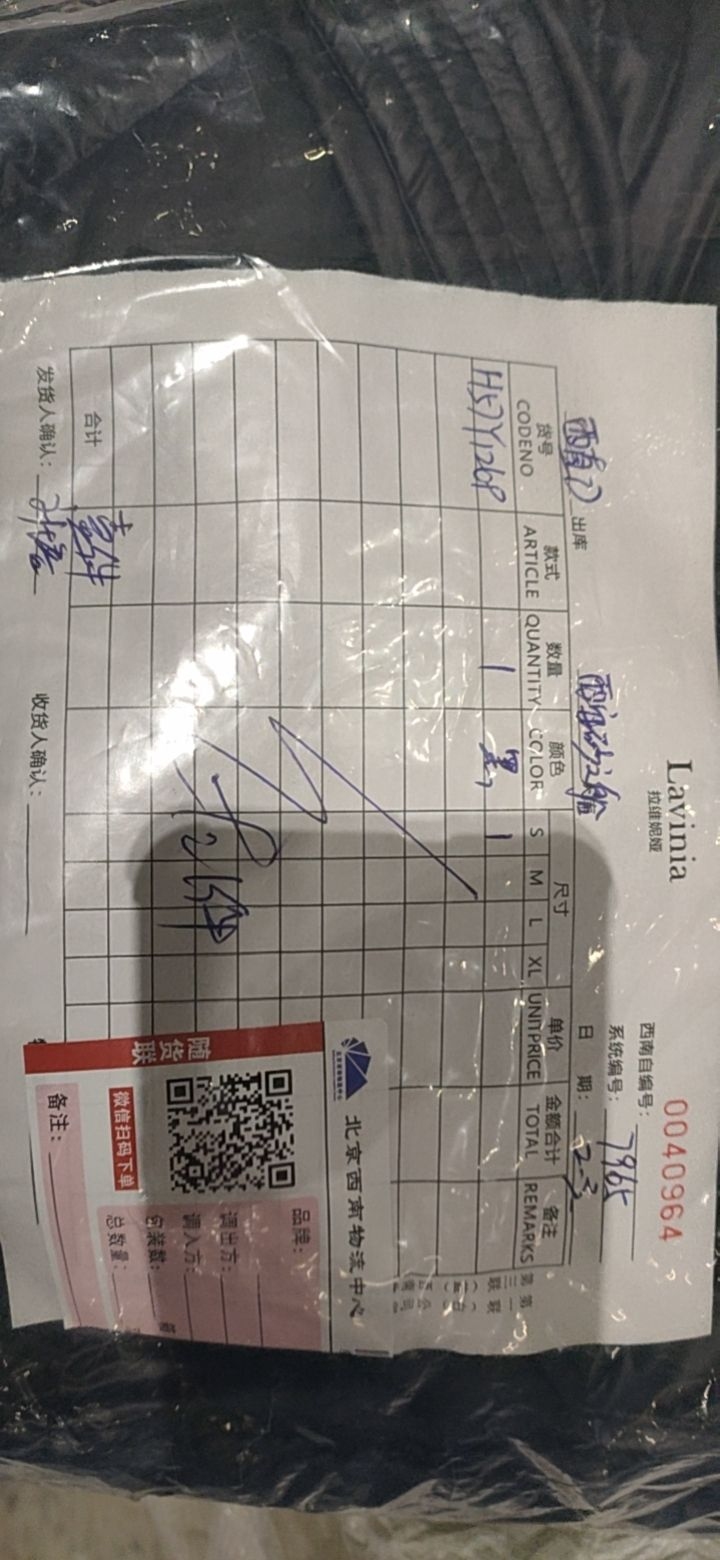 Lavinia
拉维妮娅
0040964
西南自编号：
系统编号： 7965
出库
日 期：
货号 款式 数量 颜色 尺寸 单价 金额合计 备注
CODENO ARTICLE QUANTITY COLOR S M L XL UNITPRICE TOTAL REMARKS
H57Y1268 1 黑 1
合计 壹件
发货人确认：
收货人确认：
北京西南物流中心
随货联
微信扫码下单
品牌：
调出方：
调入方：
包装数：
总数量：
备注：